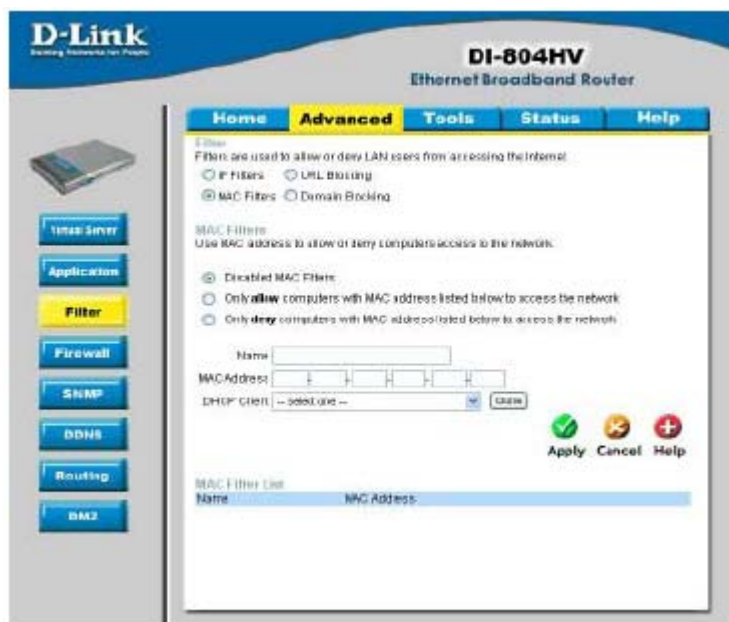 D-Link
Building Networks for People
DI-804HV
Ethernet Broadband Router
Home Advanced Tools Status Help
Filter
Filters are used to allow or deny LAN users from accessing the Internet.
IP Filters URL Blocking
MAC Filters Domain Blocking
MAC Filters
Use MAC address to allow or deny computers access to the network.
Disabled MAC Filters
Only allow computers with MAC address listed below to access the network
Only deny computers with MAC address listed below to access the network
Name
MAC Address - - - - -
DHCP Client -- select one -- Clone
Apply Cancel Help
MAC Filter List
Name MAC Address
Virtual Server
Application
Filter
Firewall
SNMP
DDNS
Routing
DMZ